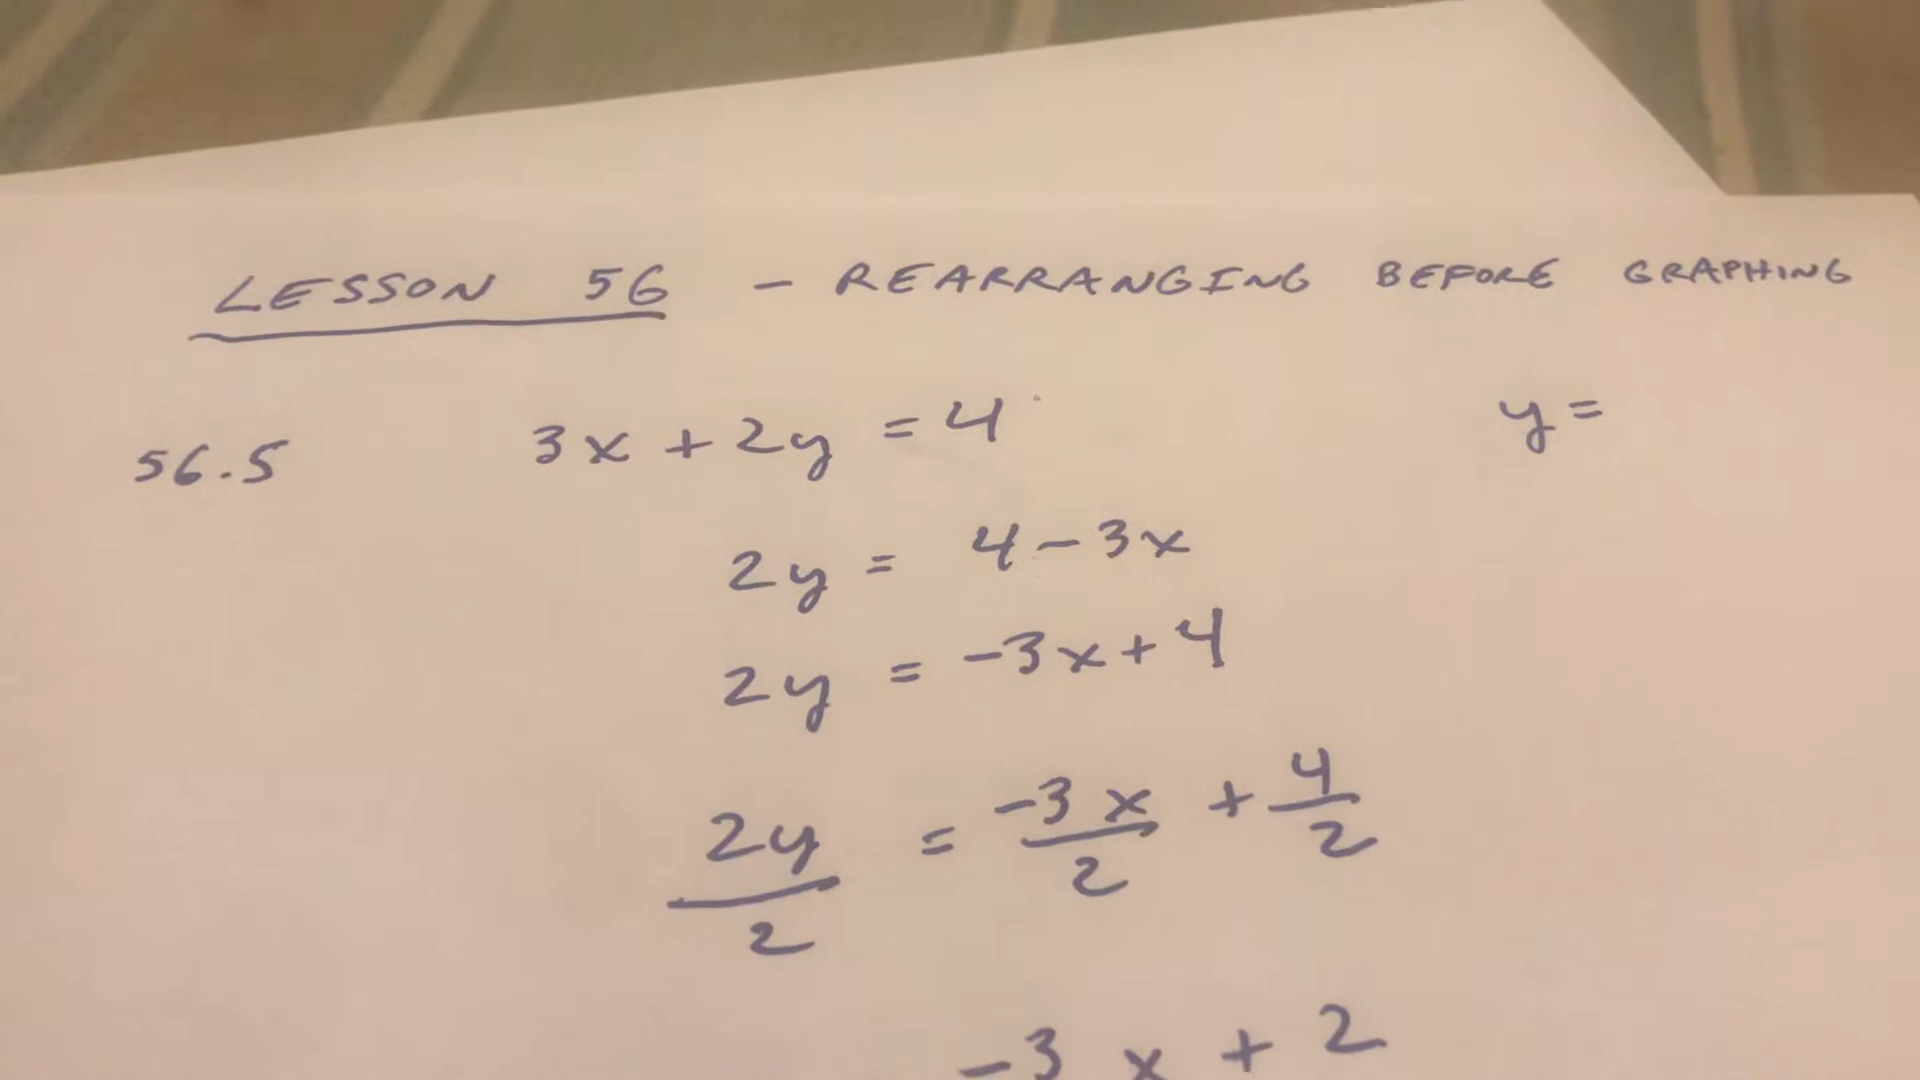 LESSON 56 - REARRANGING BEFORE GRAPHING
56.5 3x + 2y = 4 y =
2y = 4 - 3x
2y = -3x + 4
2y/2 = -3x/2 + 4/2
-3 x + 2